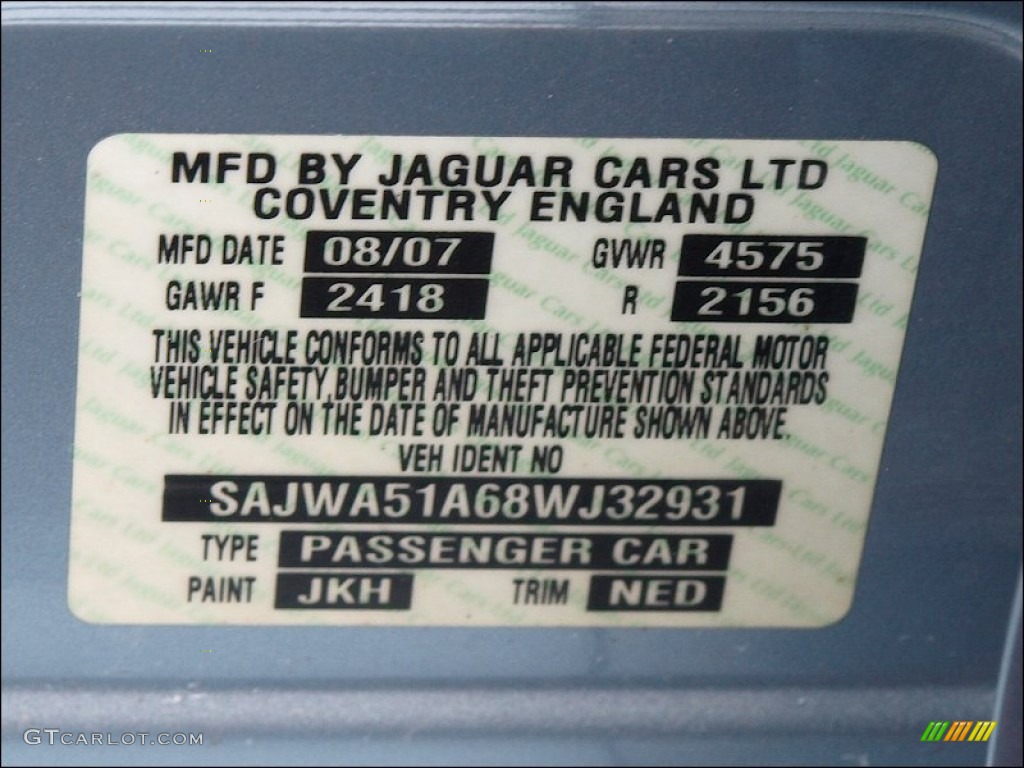 MFD BY JAGUAR CARS LTD
COVENTRY ENGLAND
MFD DATE 08/07 GVWR 4575
GAWR F 2418 R 2156
THIS VEHICLE CONFORMS TO ALL APPLICABLE FEDERAL MOTOR
VEHICLE SAFETY, BUMPER AND THEFT PREVENTION STANDARDS
IN EFFECT ON THE DATE OF MANUFACTURE SHOWN ABOVE.
VEH IDENT NO
SAJWA51A68WJ32931
TYPE PASSENGER CAR
PAINT JKH TRIM NED
GTCARLOT.COM